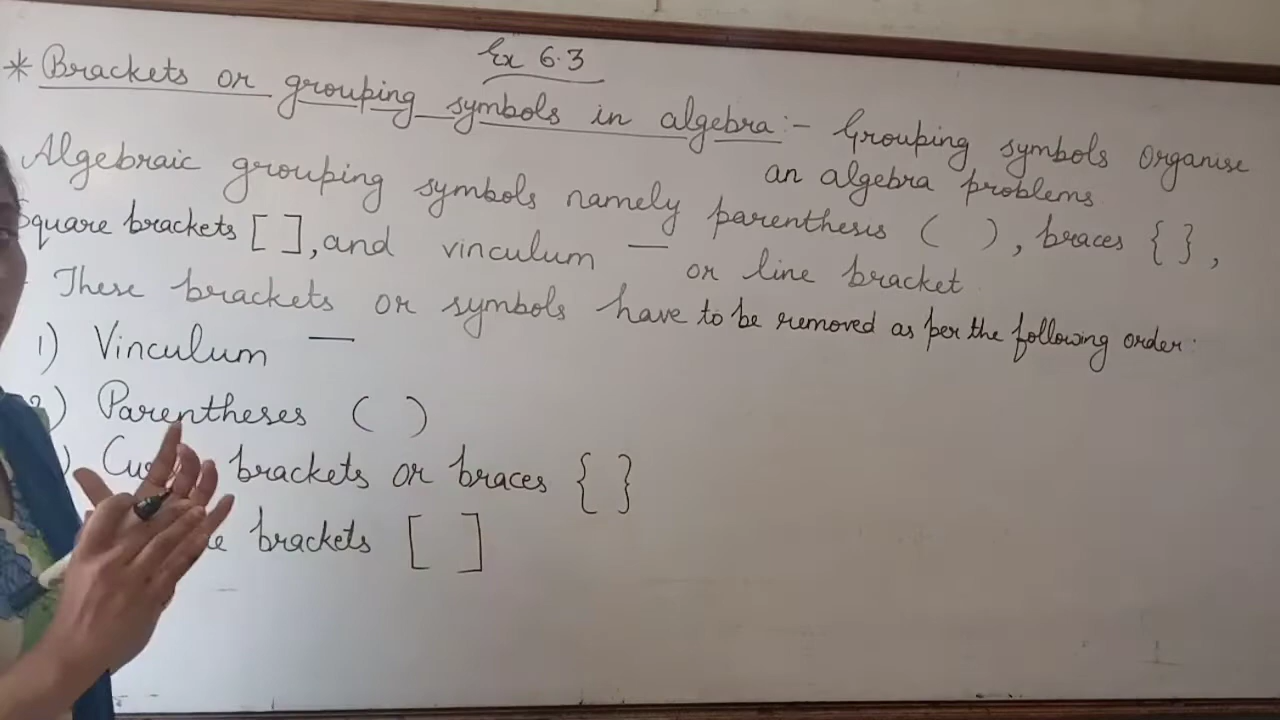 Ex 6.3
* Brackets or grouping symbols in algebra :- Grouping symbols organise
an algebra problems.
Algebraic grouping symbols namely parenthesis ( ), braces { },
Square brackets [ ], and vinculum — or line bracket
These brackets or symbols have to be removed as per the following order:
1) Vinculum —
2) Parentheses ( )
) brackets or braces { }
brackets [ ]